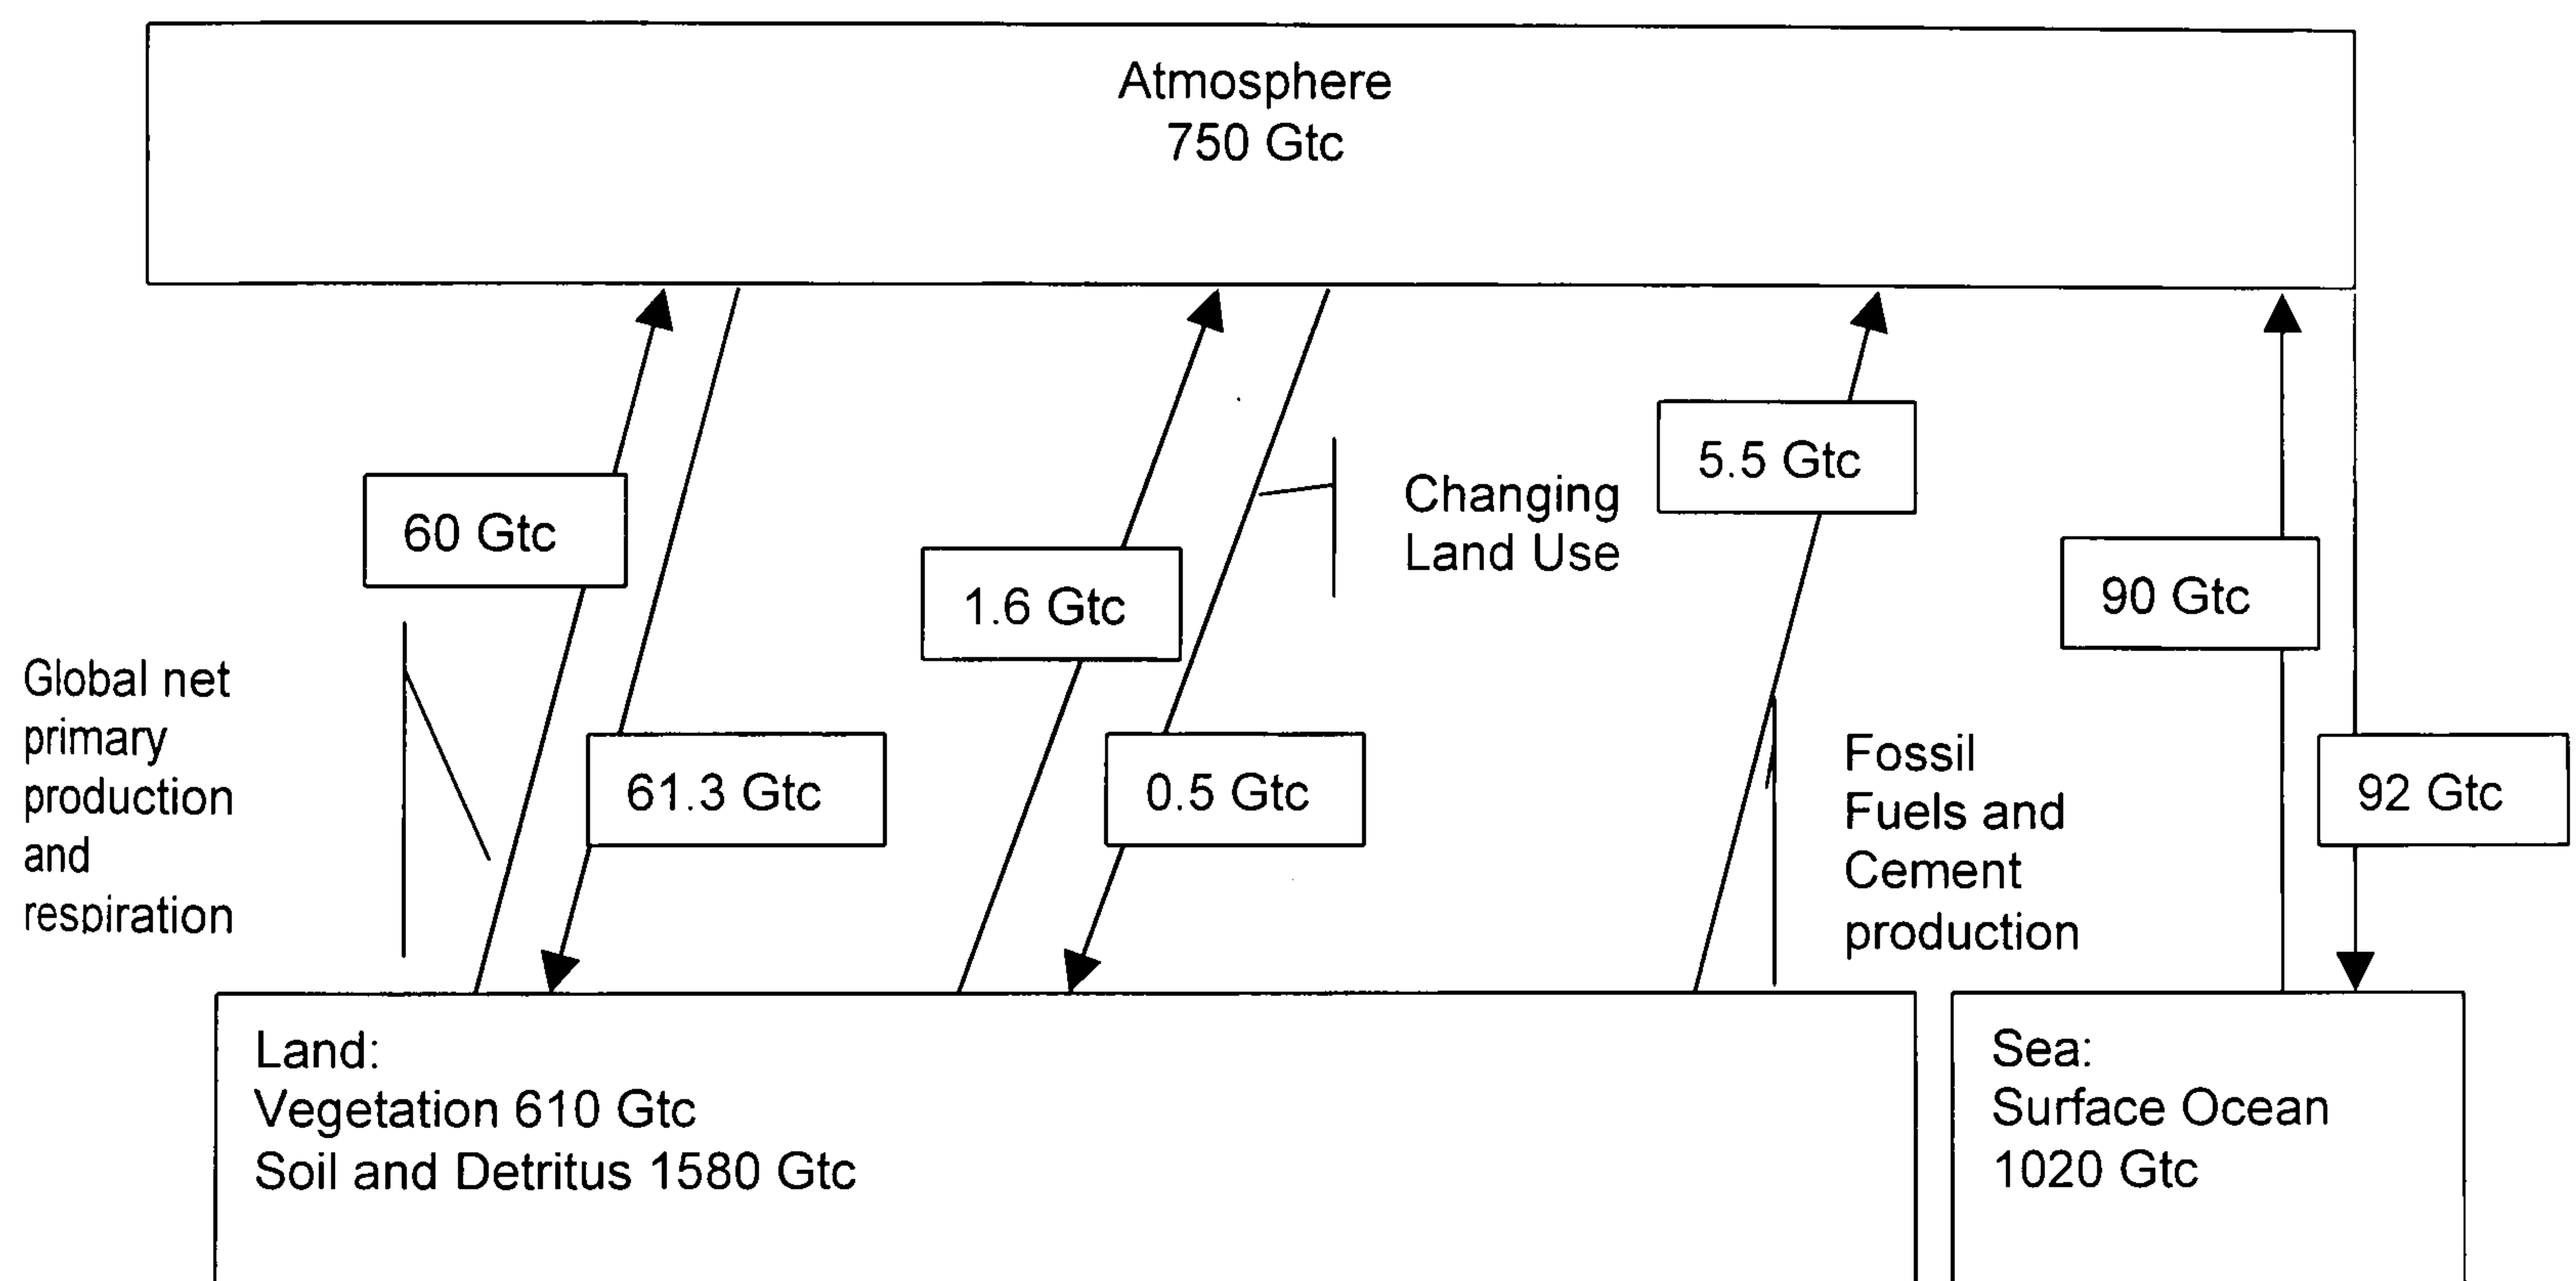 Atmosphere
750 Gtc
60 Gtc
61.3 Gtc
Global net
primary
production
and
respiration
1.6 Gtc
0.5 Gtc
Changing
Land Use
5.5 Gtc
Fossil
Fuels and
Cement
production
90 Gtc
92 Gtc
Land:
Vegetation 610 Gtc
Soil and Detritus 1580 Gtc
Sea:
Surface Ocean
1020 Gtc